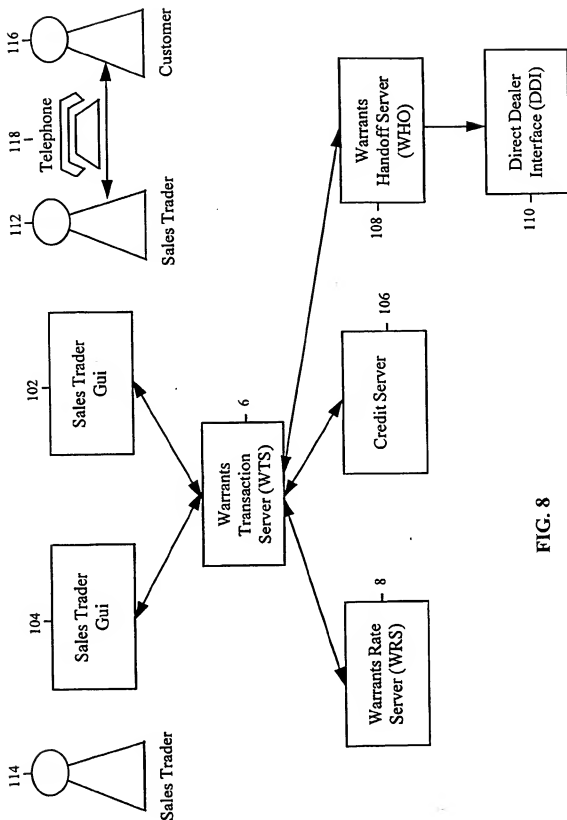 116
Customer
118
Telephone
112
Sales Trader
102
Sales Trader
Gui
104
Sales Trader
Gui
114
Sales Trader
6
Warrants
Transaction
Server (WTS)
108
Warrants
Handoff Server
(WHO)
110
Direct Dealer
Interface (DDI)
106
Credit Server
8
Warrants Rate
Server (WRS)
FIG. 8